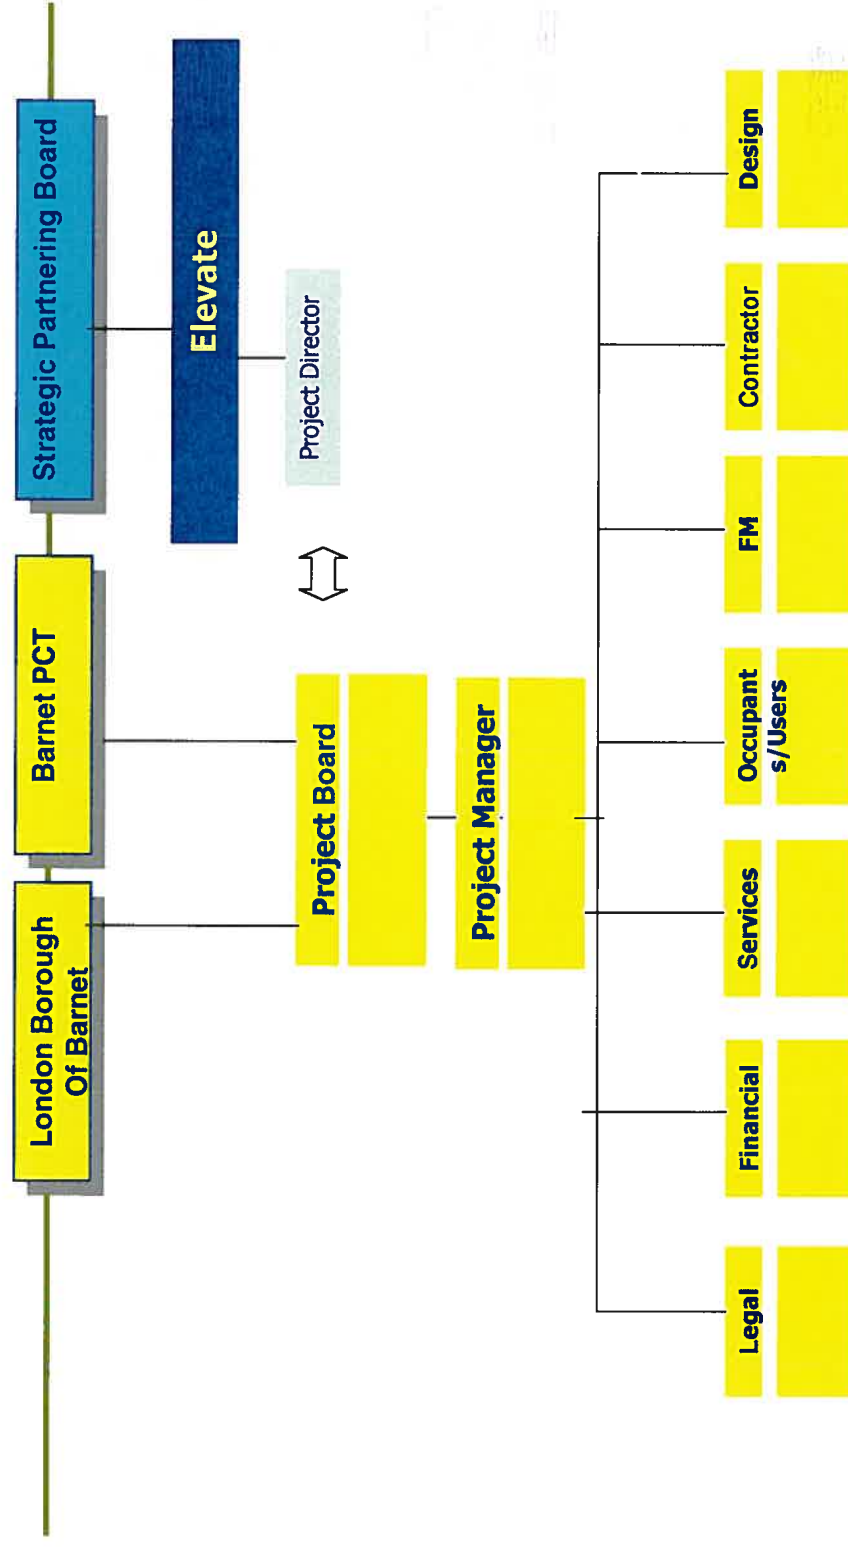 London Borough
Of Barnet
Barnet PCT
Strategic Partnering Board
Elevate
Project Director
Project Board
Project Manager
Legal
Financial
Services
Occupant
s/Users
FM
Contractor
Design